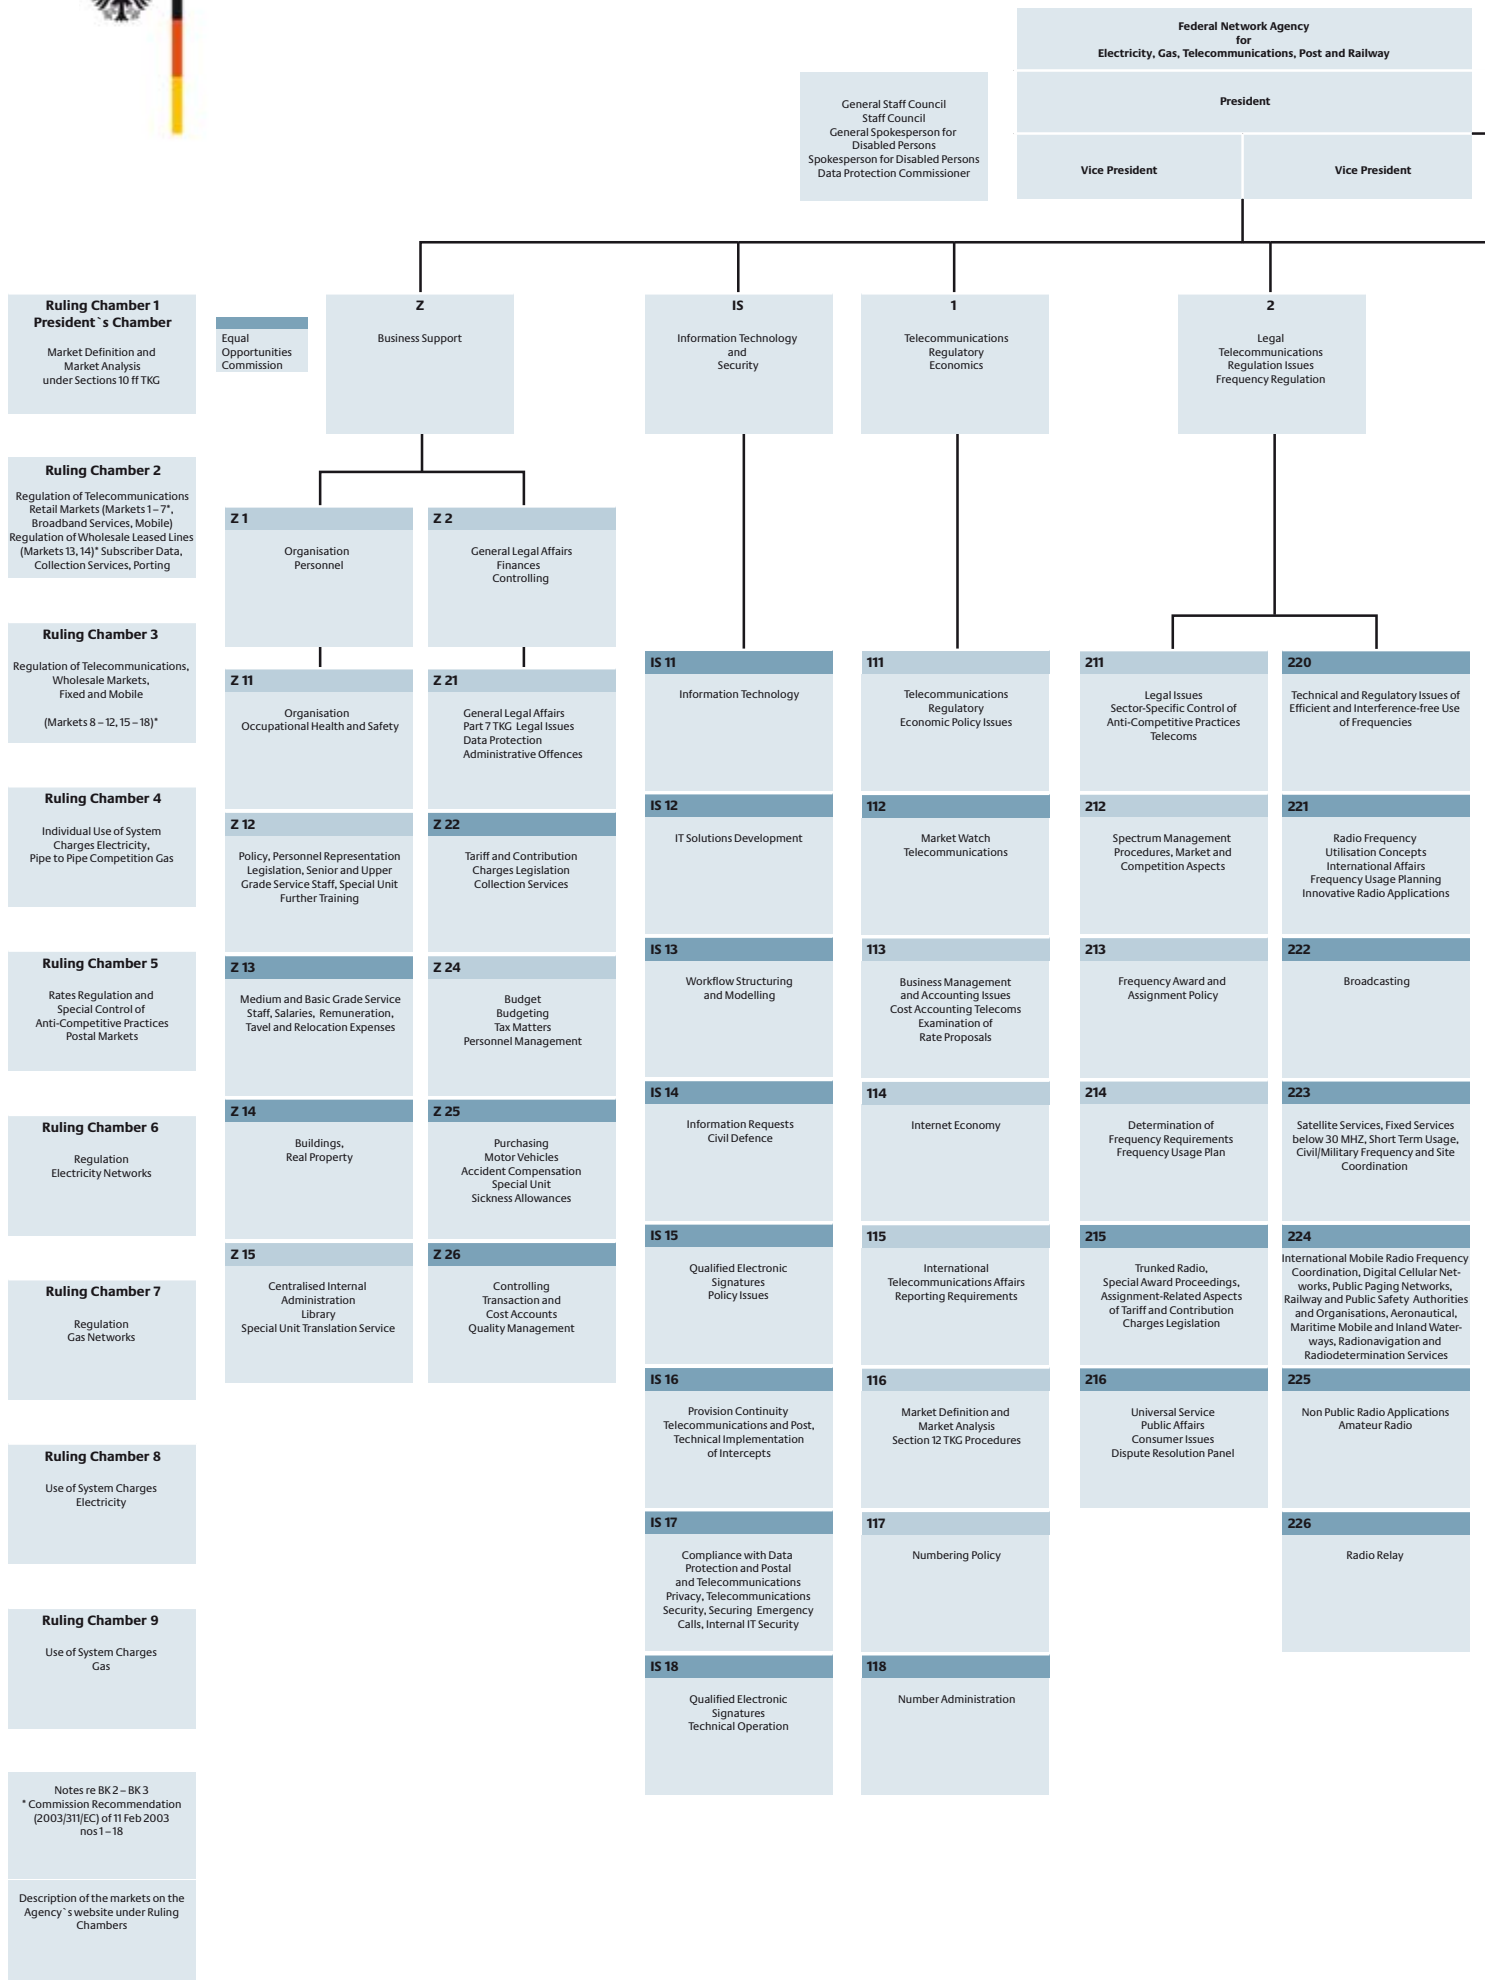 Federal Network Agency
for
Electricity, Gas, Telecommunications, Post and Railway
President
Vice President
Vice President
General Staff Council
Staff Council
General Spokesperson for
Disabled Persons
Spokesperson for Disabled Persons
Data Protection Commissioner
Ruling Chamber 1
President`s Chamber
Market Definition and
Market Analysis
under Sections 10 ff TKG
Ruling Chamber 2
Regulation of Telecommunications
Retail Markets (Markets 1 – 7*,
Broadband Services, Mobile)
Regulation of Wholesale Leased Lines
(Markets 13, 14)* Subscriber Data,
Collection Services, Porting
Ruling Chamber 3
Regulation of Telecommunications,
Wholesale Markets,
Fixed and Mobile
(Markets 8 – 12, 15 – 18)*
Ruling Chamber 4
Individual Use of System
Charges Electricity,
Pipe to Pipe Competition Gas
Ruling Chamber 5
Rates Regulation and
Special Control of
Anti-Competitive Practices
Postal Markets
Ruling Chamber 6
Regulation
Electricity Networks
Ruling Chamber 7
Regulation
Gas Networks
Ruling Chamber 8
Use of System Charges
Electricity
Ruling Chamber 9
Use of System Charges
Gas
Notes re BK 2 – BK 3
* Commission Recommendation
(2003/311/EC) of 11 Feb 2003
nos 1 – 18
Description of the markets on the
Agency`s website under Ruling
Chambers
Equal
Opportunities
Commission
Z
Business Support
Z 1
Organisation
Personnel
Z 11
Organisation
Occupational Health and Safety
Z 12
Policy, Personnel Representation
Legislation, Senior and Upper
Grade Service Staff, Special Unit
Further Training
Z 13
Medium and Basic Grade Service
Staff, Salaries, Remuneration,
Tavel and Relocation Expenses
Z 14
Buildings,
Real Property
Z 15
Centralised Internal
Administration
Library
Special Unit Translation Service
Z 2
General Legal Affairs
Finances
Controlling
Z 21
General Legal Affairs
Part 7 TKG Legal Issues
Data Protection
Administrative Offences
Z 22
Tariff and Contribution
Charges Legislation
Collection Services
Z 24
Budget
Budgeting
Tax Matters
Personnel Management
Z 25
Purchasing
Motor Vehicles
Accident Compensation
Special Unit
Sickness Allowances
Z 26
Controlling
Transaction and
Cost Accounts
Quality Management
IS
Information Technology
and
Security
IS 11
Information Technology
IS 12
IT Solutions Development
IS 13
Workflow Structuring
and Modelling
IS 14
Information Requests
Civil Defence
IS 15
Qualified Electronic
Signatures
Policy Issues
IS 16
Provision Continuity
Telecommunications and Post,
Technical Implementation
of Intercepts
IS 17
Compliance with Data
Protection and Postal
and Telecommunications
Privacy, Telecommunications
Security, Securing Emergency
Calls, Internal IT Security
IS 18
Qualified Electronic
Signatures
Technical Operation
1
Telecommunications
Regulatory
Economics
111
Telecommunications
Regulatory
Economic Policy Issues
112
Market Watch
Telecommunications
113
Business Management
and Accounting Issues
Cost Accounting Telecoms
Examination of
Rate Proposals
114
Internet Economy
115
International
Telecommunications Affairs
Reporting Requirements
116
Market Definition and
Market Analysis
Section 12 TKG Procedures
117
Numbering Policy
118
Number Administration
2
Legal
Telecommunications
Regulation Issues
Frequency Regulation
211
Legal Issues
Sector-Specific Control of
Anti-Competitive Practices
Telecoms
212
Spectrum Management
Procedures, Market and
Competition Aspects
213
Frequency Award and
Assignment Policy
214
Determination of
Frequency Requirements
Frequency Usage Plan
215
Trunked Radio,
Special Award Proceedings,
Assignment-Related Aspects
of Tariff and Contribution
Charges Legislation
216
Universal Service
Public Affairs
Consumer Issues
Dispute Resolution Panel
220
Technical and Regulatory Issues of
Efficient and Interference-free Use
of Frequencies
221
Radio Frequency
Utilisation Concepts
International Affairs
Frequency Usage Planning
Innovative Radio Applications
222
Broadcasting
223
Satellite Services, Fixed Services
below 30 MHZ, Short Term Usage,
Civil/Military Frequency and Site
Coordination
224
International Mobile Radio Frequency
Coordination, Digital Cellular Net-
works, Public Paging Networks,
Railway and Public Safety Authorities
and Organisations, Aeronautical,
Maritime Mobile and Inland Water-
ways, Radionavigation and
Radiodetermination Services
225
Non Public Radio Applications
Amateur Radio
226
Radio Relay